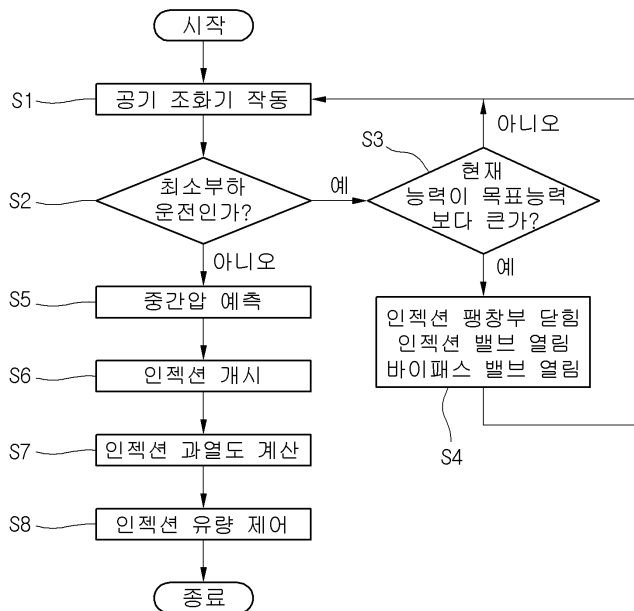 시작
S1
공기 조화기 작동
아니오
S3
현재
능력이 목표능력
보다 큰가?
S2
최소부하
운전인가?
예
아니오
예
S5
중간압 예측
인젝션 팽창부 닫힘
인젝션 밸브 열림
바이패스 밸브 열림
S4
S6
인젝션 개시
S7
인젝션 과열도 계산
S8
인젝션 유량 제어
종료